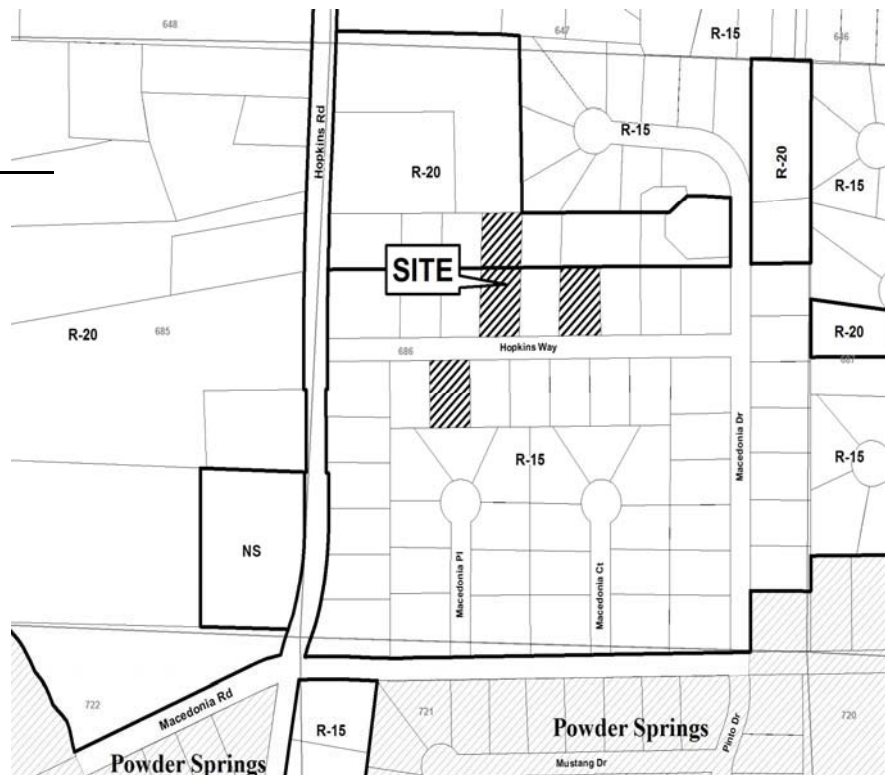 648
647
R-15
646
Hopkins Rd
R-15
R-20
R-20
R-15
SITE
R-20
685
R-20
686
Hopkins Way
687
Macedonia Dr
R-15
R-15
NS
Macedonia Pl
Macedonia Ct
722
Macedonia Rd
721
Powder Springs
720
R-15
Pinto Dr
Powder Springs
Mustang Dr